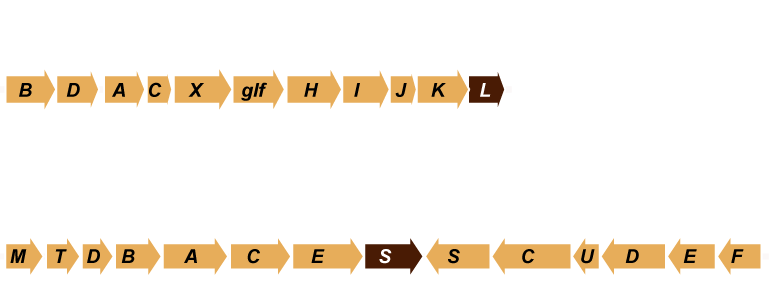 B D A C X glf H I J K L
M T D B A C E S S C U D E F